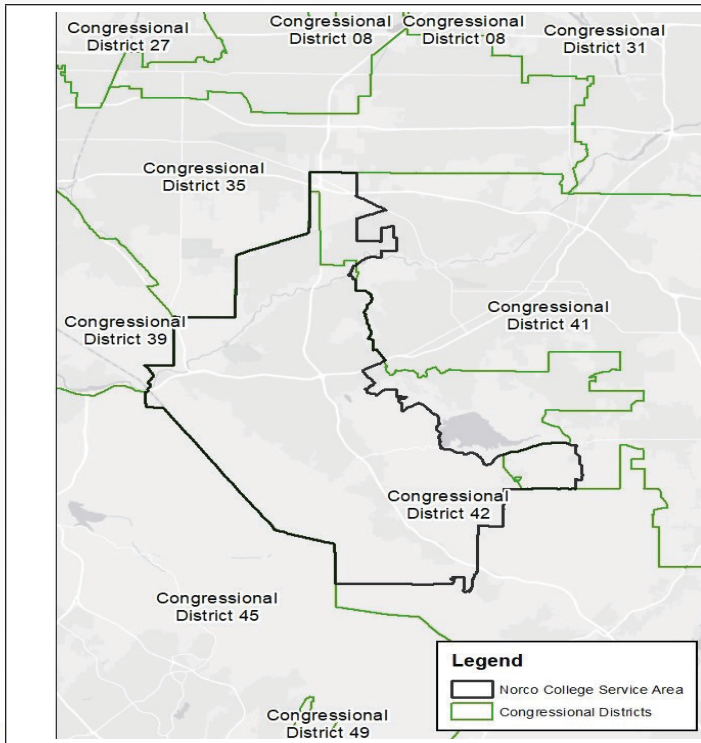 Congressional
District 27
Congressional
District 08
Congressional
District 08
Congressional
District 31
Congressional
District 35
Congressional
District 39
Congressional
District 41
Congressional
District 42
Congressional
District 45
Congressional
District 49
Legend
Norco College Service Area
Congressional Districts